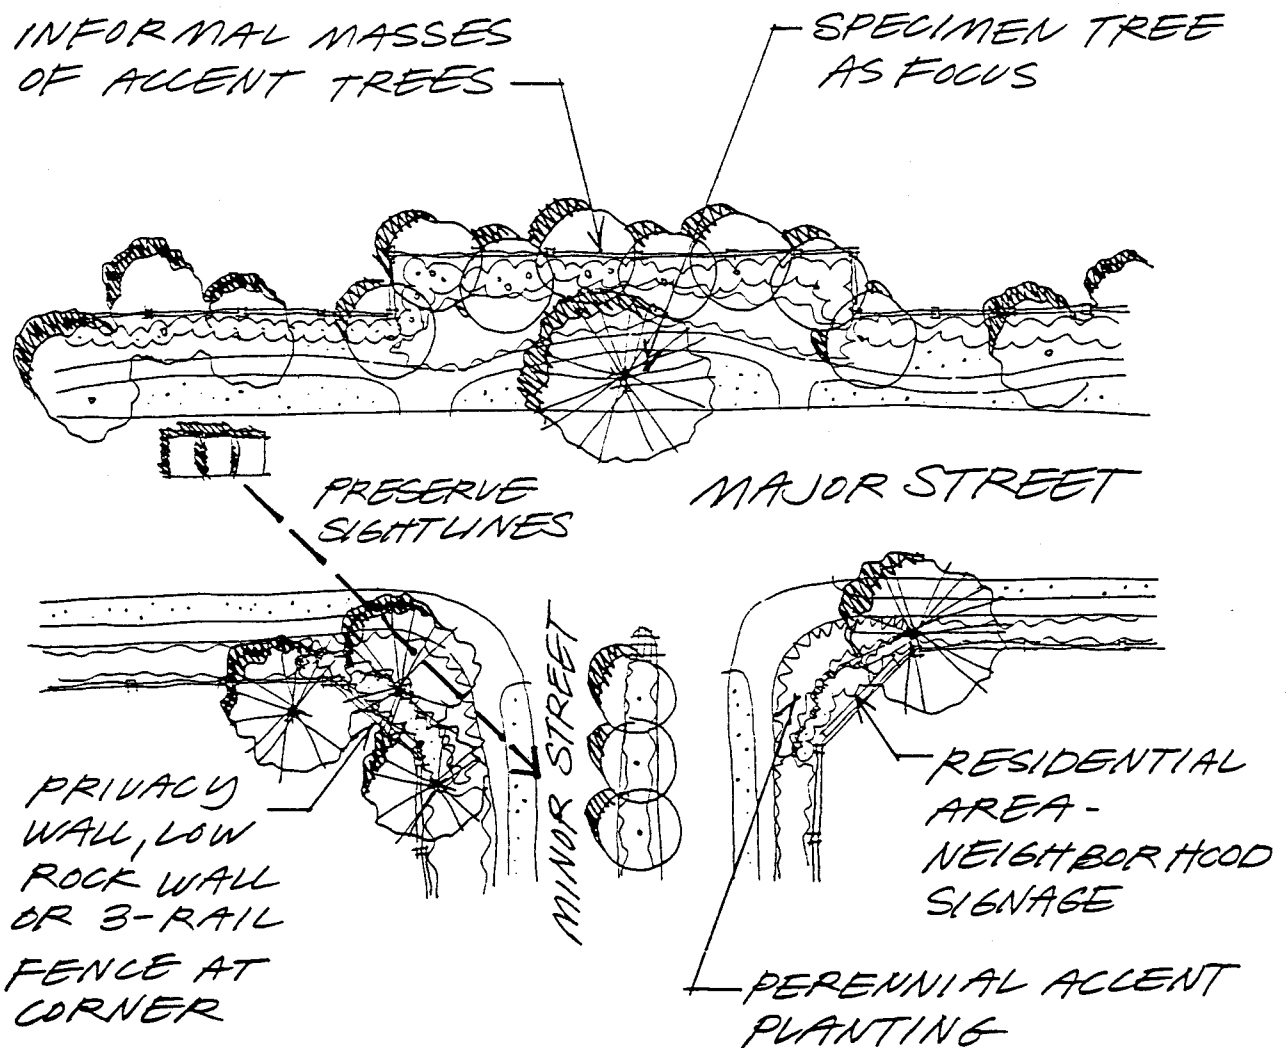 INFORMAL MASSES
OF ACCENT TREES
SPECIMEN TREE
AS FOCUS
PRESERVE
SIGHTLINES
MAJOR STREET
MINOR STREET
PRIVACY
WALL, LOW
ROCK WALL
OR 3-RAIL
FENCE AT
CORNER
RESIDENTIAL
AREA-
NEIGHBORHOOD
SIGNAGE
PERENNIAL ACCENT
PLANTING